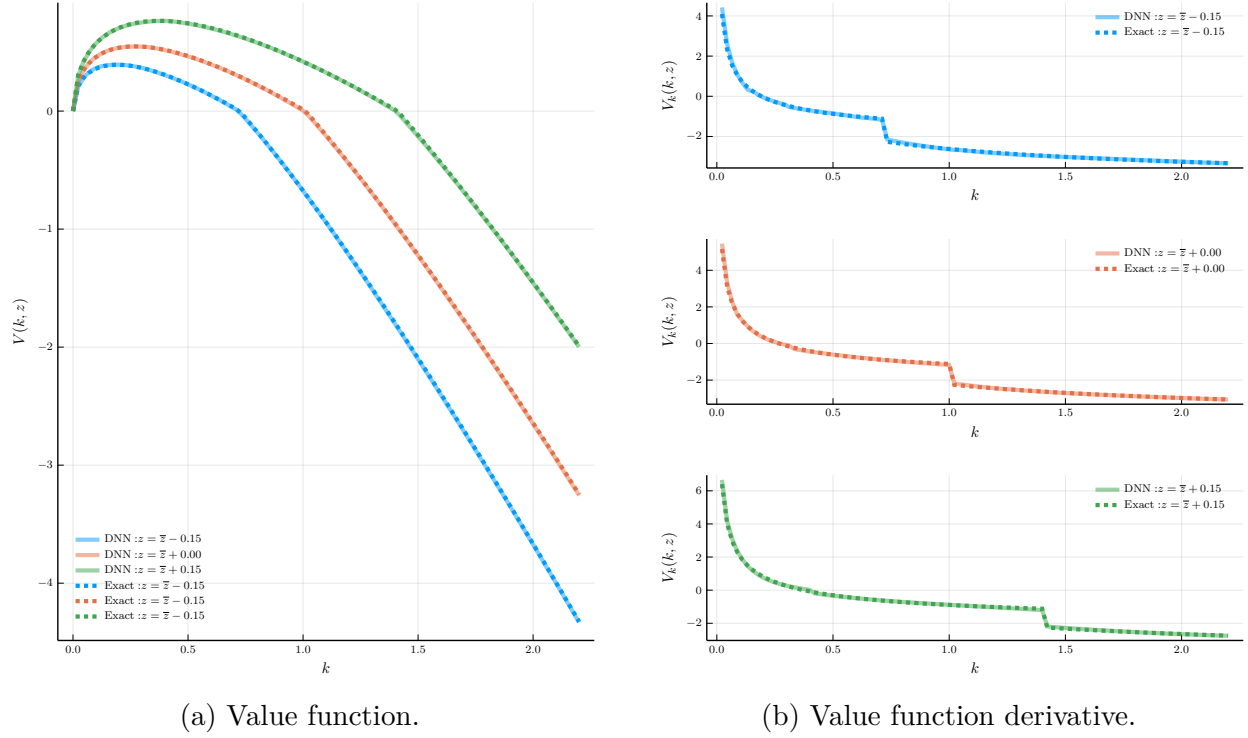 0
−1
−2
−3
−4
V(k, z)
0.0
0.5
1.0
1.5
2.0
k
DNN : z = z̅ − 0.15
DNN : z = z̅ + 0.00
DNN : z = z̅ + 0.15
Exact : z = z̅ − 0.15
Exact : z = z̅ − 0.15
Exact : z = z̅ − 0.15
(a) Value function.
4
2
0
−2
V_k(k, z)
0.0
0.5
1.0
1.5
2.0
k
DNN : z = z̅ − 0.15
Exact : z = z̅ − 0.15
4
2
0
−2
V_k(k, z)
0.0
0.5
1.0
1.5
2.0
k
DNN : z = z̅ + 0.00
Exact : z = z̅ + 0.00
6
4
2
0
−2
V_k(k, z)
0.0
0.5
1.0
1.5
2.0
k
DNN : z = z̅ + 0.15
Exact : z = z̅ + 0.15
(b) Value function derivative.